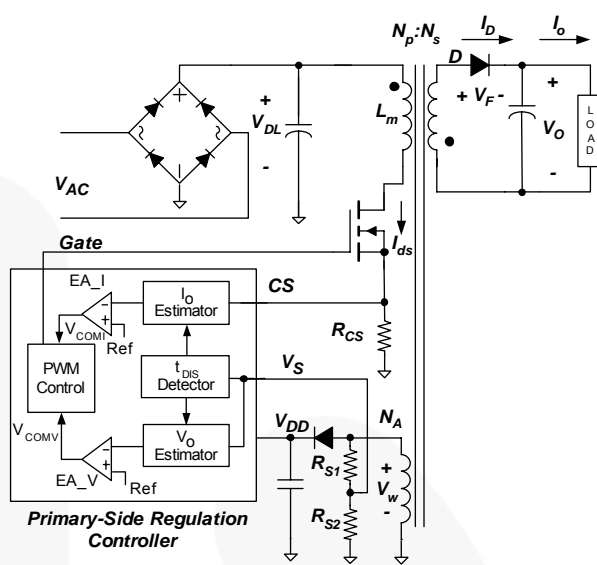 Np:Ns
ID
Io
D
+ VF -
+
VO
-
LOAD
Lm
+
VDL
-
VAC
Gate
Ids
EA_I
CS
IO
Estimator
VCOMI
Ref
RCS
PWM
Control
tDIS
Detector
VS
VDD
NA
VCOMV
VO
Estimator
EA_V
Ref
RS1
RS2
+
Vw
-
Primary-Side Regulation
Controller